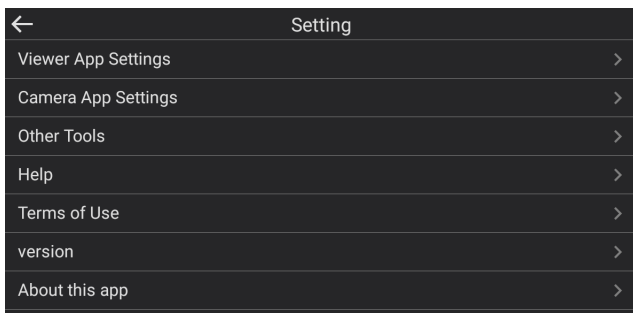 Setting
Viewer App Settings
Camera App Settings
Other Tools
Help
Terms of Use
version
About this app